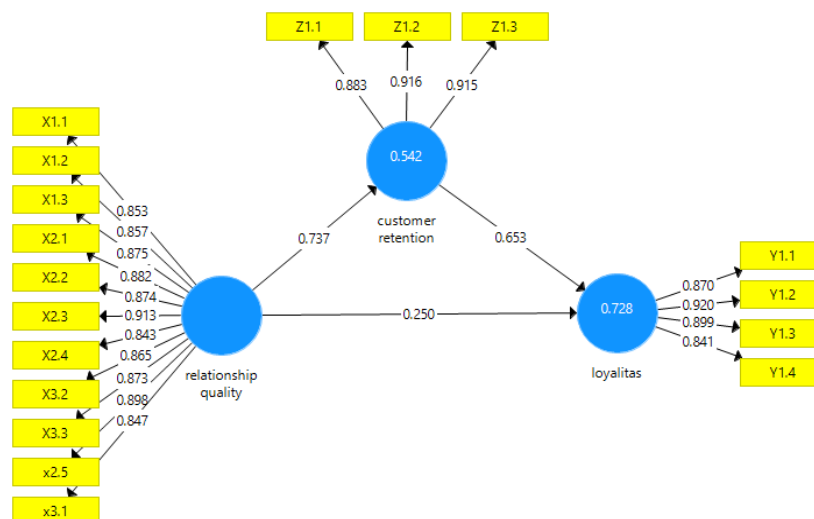 Z1.1
Z1.2
Z1.3
0.883
0.916
0.915
X1.1
X1.2
X1.3
X2.1
X2.2
X2.3
X2.4
X3.2
X3.3
x2.5
x3.1
0.853
0.857
0.875
0.882
0.874
0.913
0.843
0.865
0.873
0.898
0.847
relationship
quality
0.737
0.542
customer
retention
0.653
0.250
0.728
loyalitas
0.870
0.920
0.899
0.841
Y1.1
Y1.2
Y1.3
Y1.4